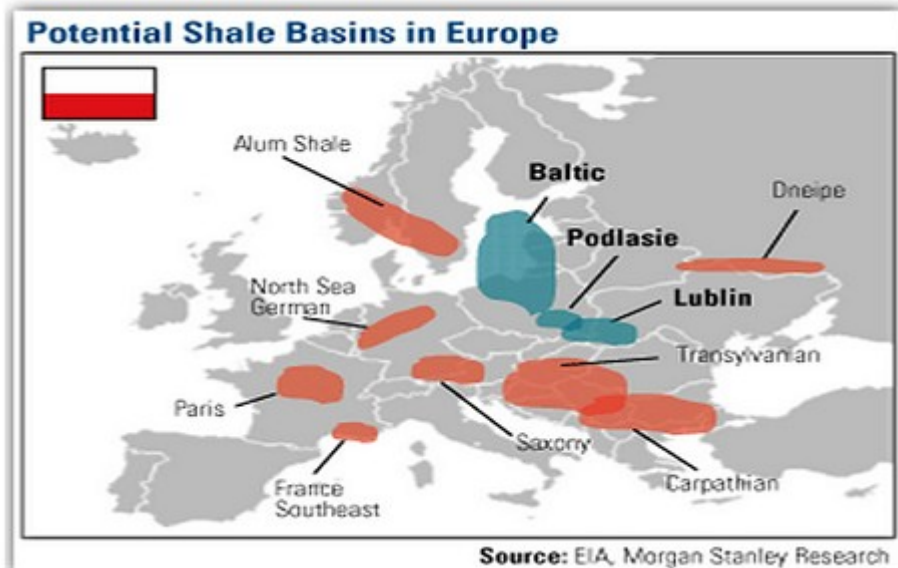 Potential Shale Basins in Europe
Alum Shale
Baltic
Dneipe
Podlasie
North Sea
German
Lublin
Transylvanian
Paris
Saxony
France
Southeast
Carpathian
Source: EIA, Morgan Stanley Research